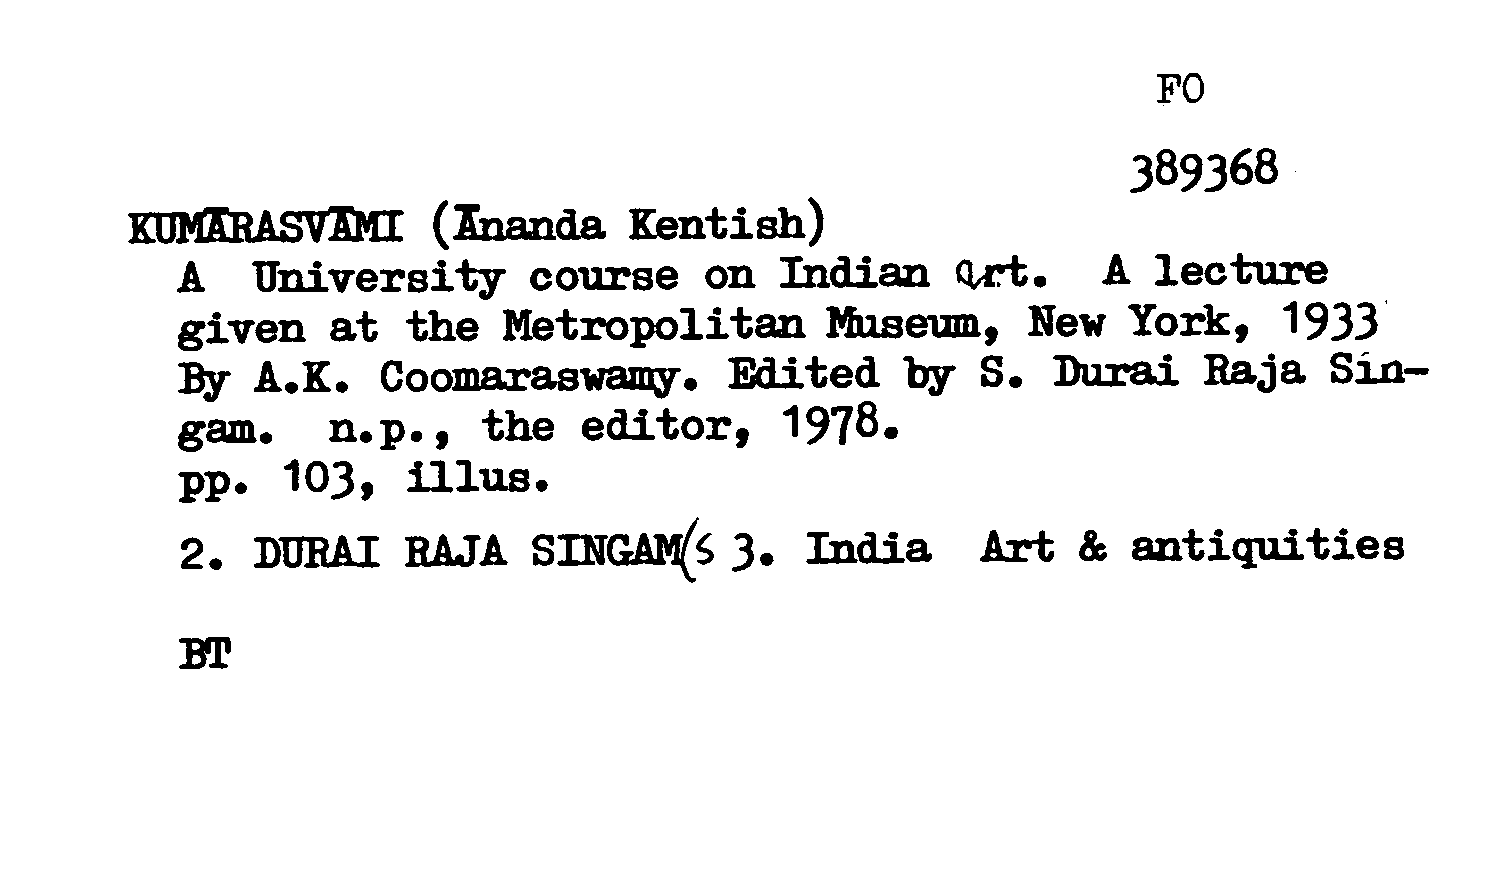 FO
389368
KUMĀRASVĀMI (Ānanda Kentish)
A University course on Indian art. A lecture
given at the Metropolitan Museum, New York, 1933
By A.K. Coomaraswamy. Edited by S. Durai Raja Sin-
gam. n.p., the editor, 1978.
pp. 103, illus.
2. DURAI RAJA SINGAM(S 3. India Art & antiquities
BT